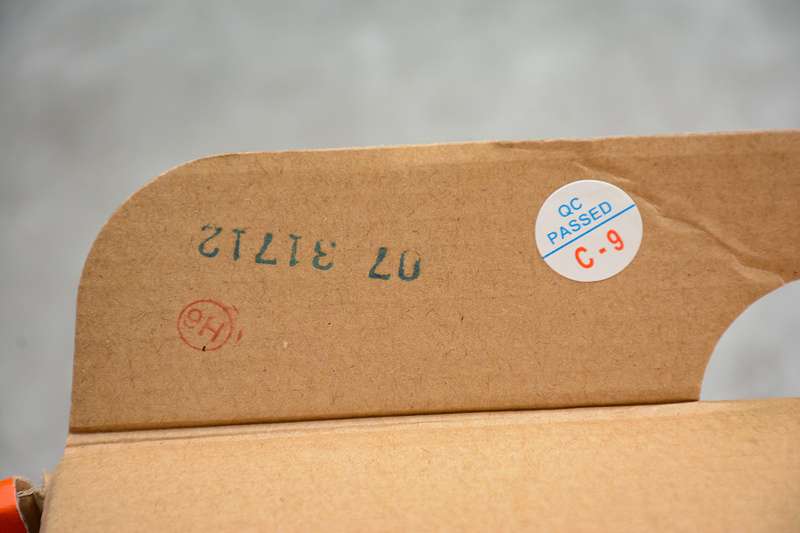 QC
PASSED
C-9
07 31712